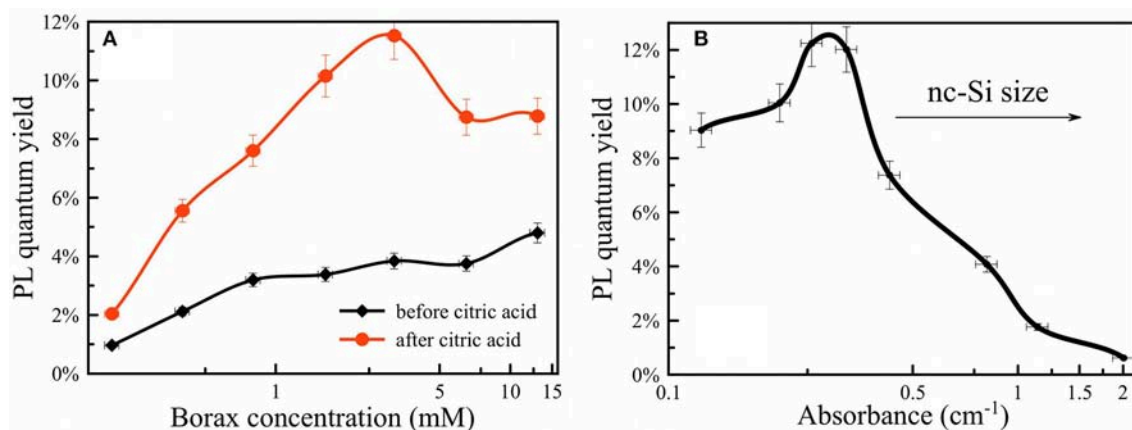 A
PL quantum yield
12%
10%
8%
6%
4%
2%
0%
before citric acid
after citric acid
1
5
10
15
Borax concentration (mM)
B
PL quantum yield
12%
10%
8%
6%
4%
2%
0%
nc-Si size
0.1
0.5
1
1.5
2
Absorbance (cm⁻¹)